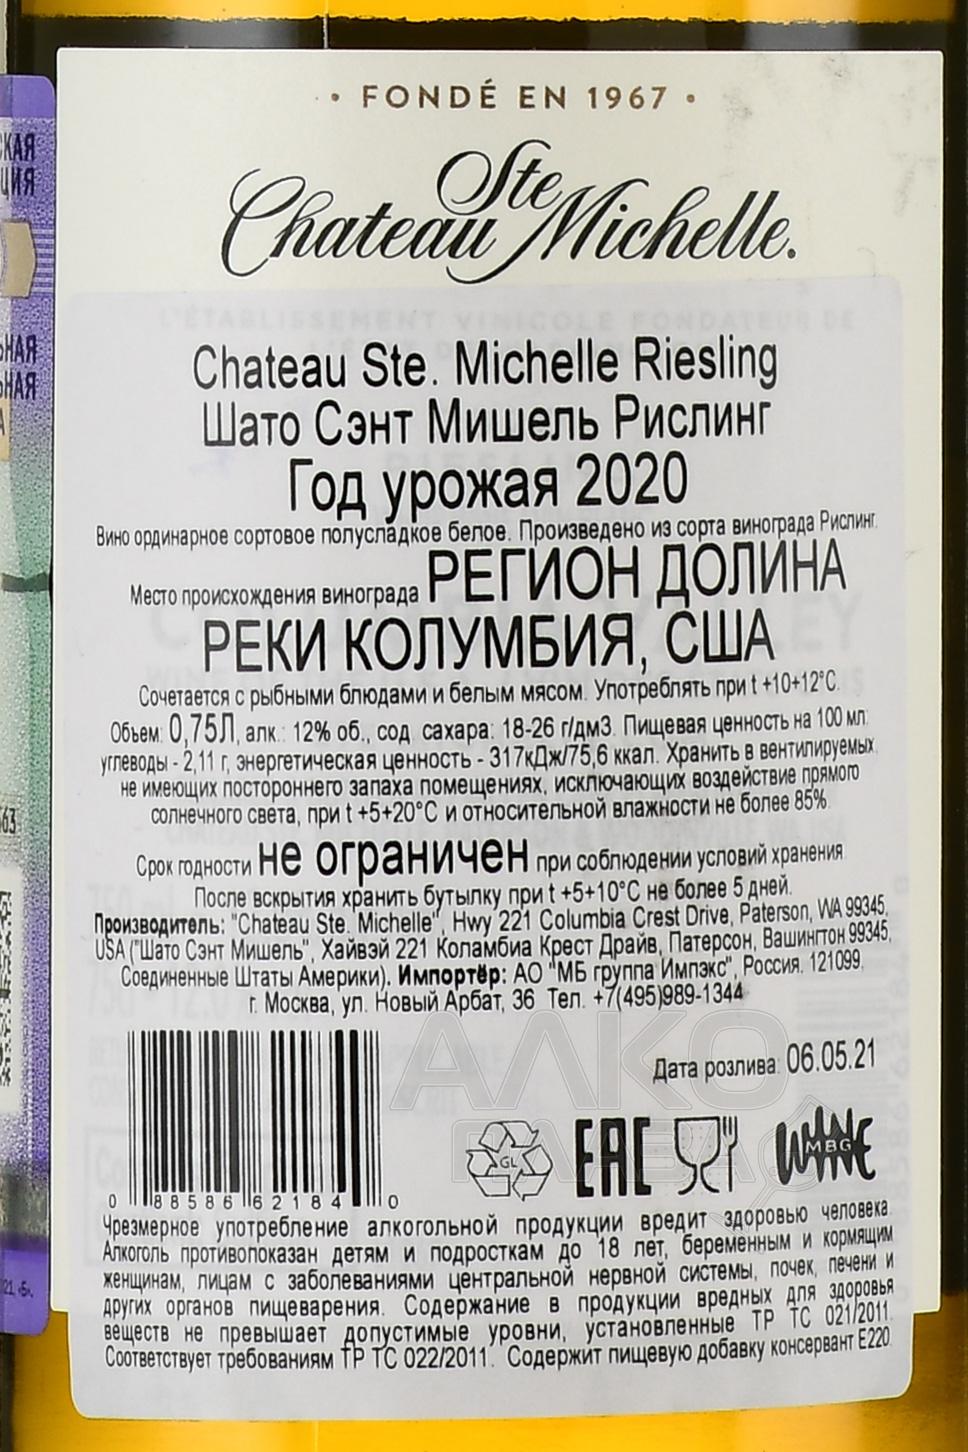 · FONDÉ EN 1967 ·
Chateau Ste Michelle.
Chateau Ste. Michelle Riesling
Шато Сэнт Мишель Рислинг
Год урожая 2020
Вино ординарное сортовое полусладкое белое. Произведено из сорта винограда Рислинг.
Место происхождения винограда РЕГИОН ДОЛИНА
РЕКИ КОЛУМБИЯ, США
Сочетается с рыбными блюдами и белым мясом. Употреблять при t +10+12°C.
Объем: 0,75Л, алк.: 12% об., сод. сахара: 18-26 г/дм3. Пищевая ценность на 100 мл:
углеводы - 2,11 г, энергетическая ценность - 317кДж/75,6 ккал. Хранить в вентилируемых,
не имеющих постороннего запаха помещениях, исключающих воздействие прямого
солнечного света, при t +5+20°C и относительной влажности не более 85%.
Срок годности не ограничен при соблюдении условий хранения.
После вскрытия хранить бутылку при t +5+10°C не более 5 дней.
Производитель: "Chateau Ste. Michelle", Hwy 221 Columbia Crest Drive, Paterson, WA 99345,
USA ("Шато Сэнт Мишель", Хайвэй 221 Коламбиа Крест Драйв, Патерсон, Вашингтон 99345,
Соединенные Штаты Америки). Импортёр: АО "МБ группа Импэкс", Россия, 121099,
г. Москва, ул. Новый Арбат, 36 Тел. +7(495)989-1344
Дата розлива: 06.05.21
GL EAC WINE MBG
0 88586 62184 0
АЛКО
ГЛАВА
Чрезмерное употребление алкогольной продукции вредит здоровью человека.
Алкоголь противопоказан детям и подросткам до 18 лет, беременным и кормящим
женщинам, лицам с заболеваниями центральной нервной системы, почек, печени и
других органов пищеварения. Содержание в продукции вредных для здоровья
веществ не превышает допустимые уровни, установленные ТР ТС 021/2011.
Соответствует требованиям ТР ТС 022/2011. Содержит пищевую добавку консервант Е220.